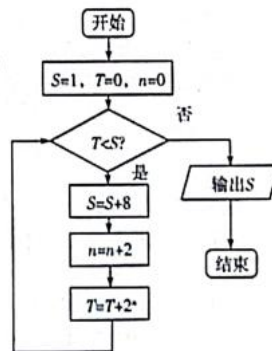 开始
S=1, T=0, n=0
否
T<S?
是
S=S+8
输出S
n=n+2
结束
T=T+2ⁿ